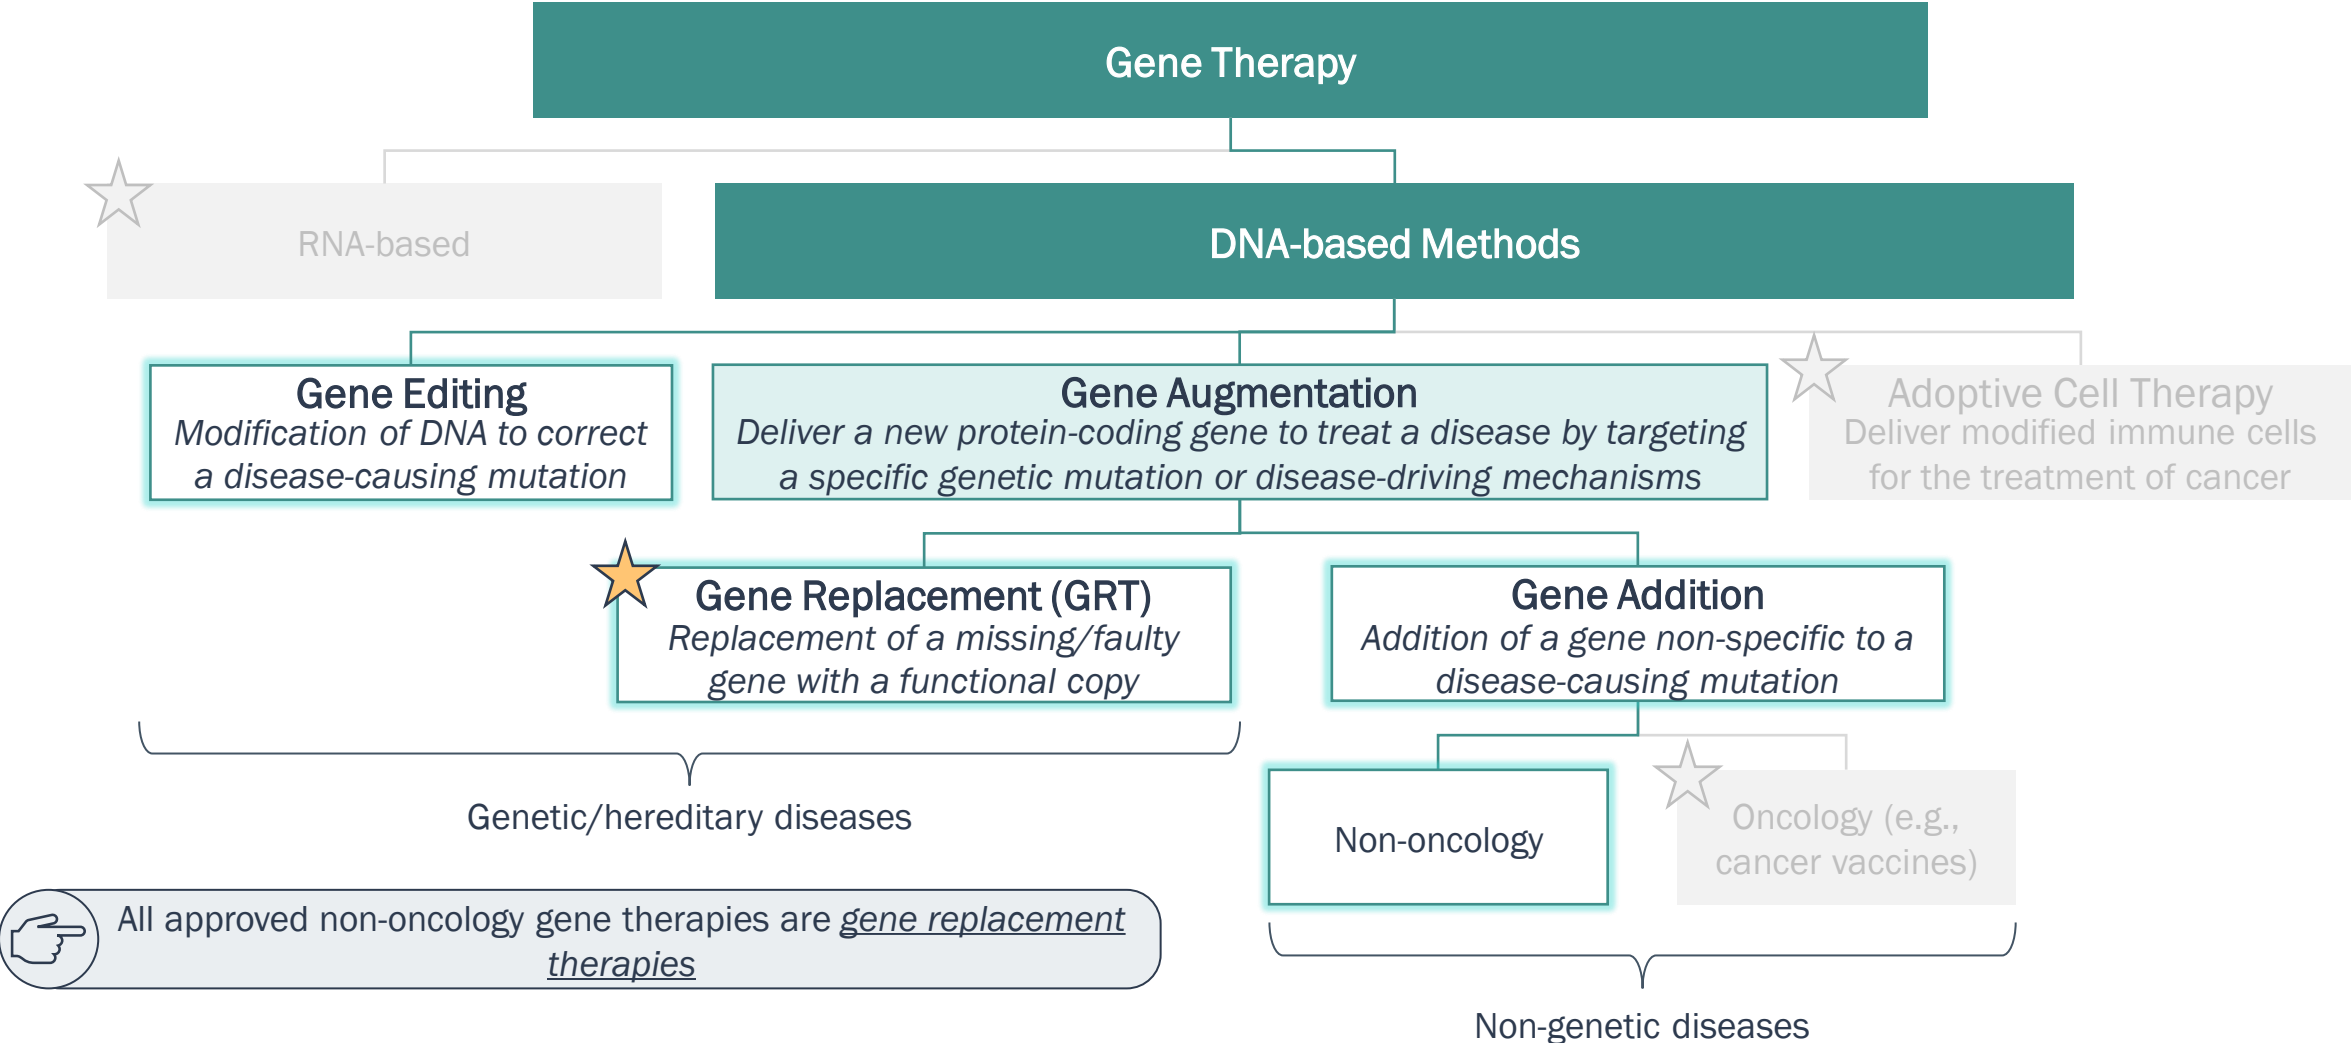 Gene Therapy
RNA-based
DNA-based Methods
Gene Editing
Modification of DNA to correct
a disease-causing mutation
Gene Augmentation
Deliver a new protein-coding gene to treat a disease by targeting
a specific genetic mutation or disease-driving mechanisms
Adoptive Cell Therapy
Deliver modified immune cells
for the treatment of cancer
Gene Replacement (GRT)
Replacement of a missing/faulty
gene with a functional copy
Gene Addition
Addition of a gene non-specific to a
disease-causing mutation
Genetic/hereditary diseases
Non-oncology
Oncology (e.g.,
cancer vaccines)
All approved non-oncology gene therapies are gene replacement
therapies
Non-genetic diseases